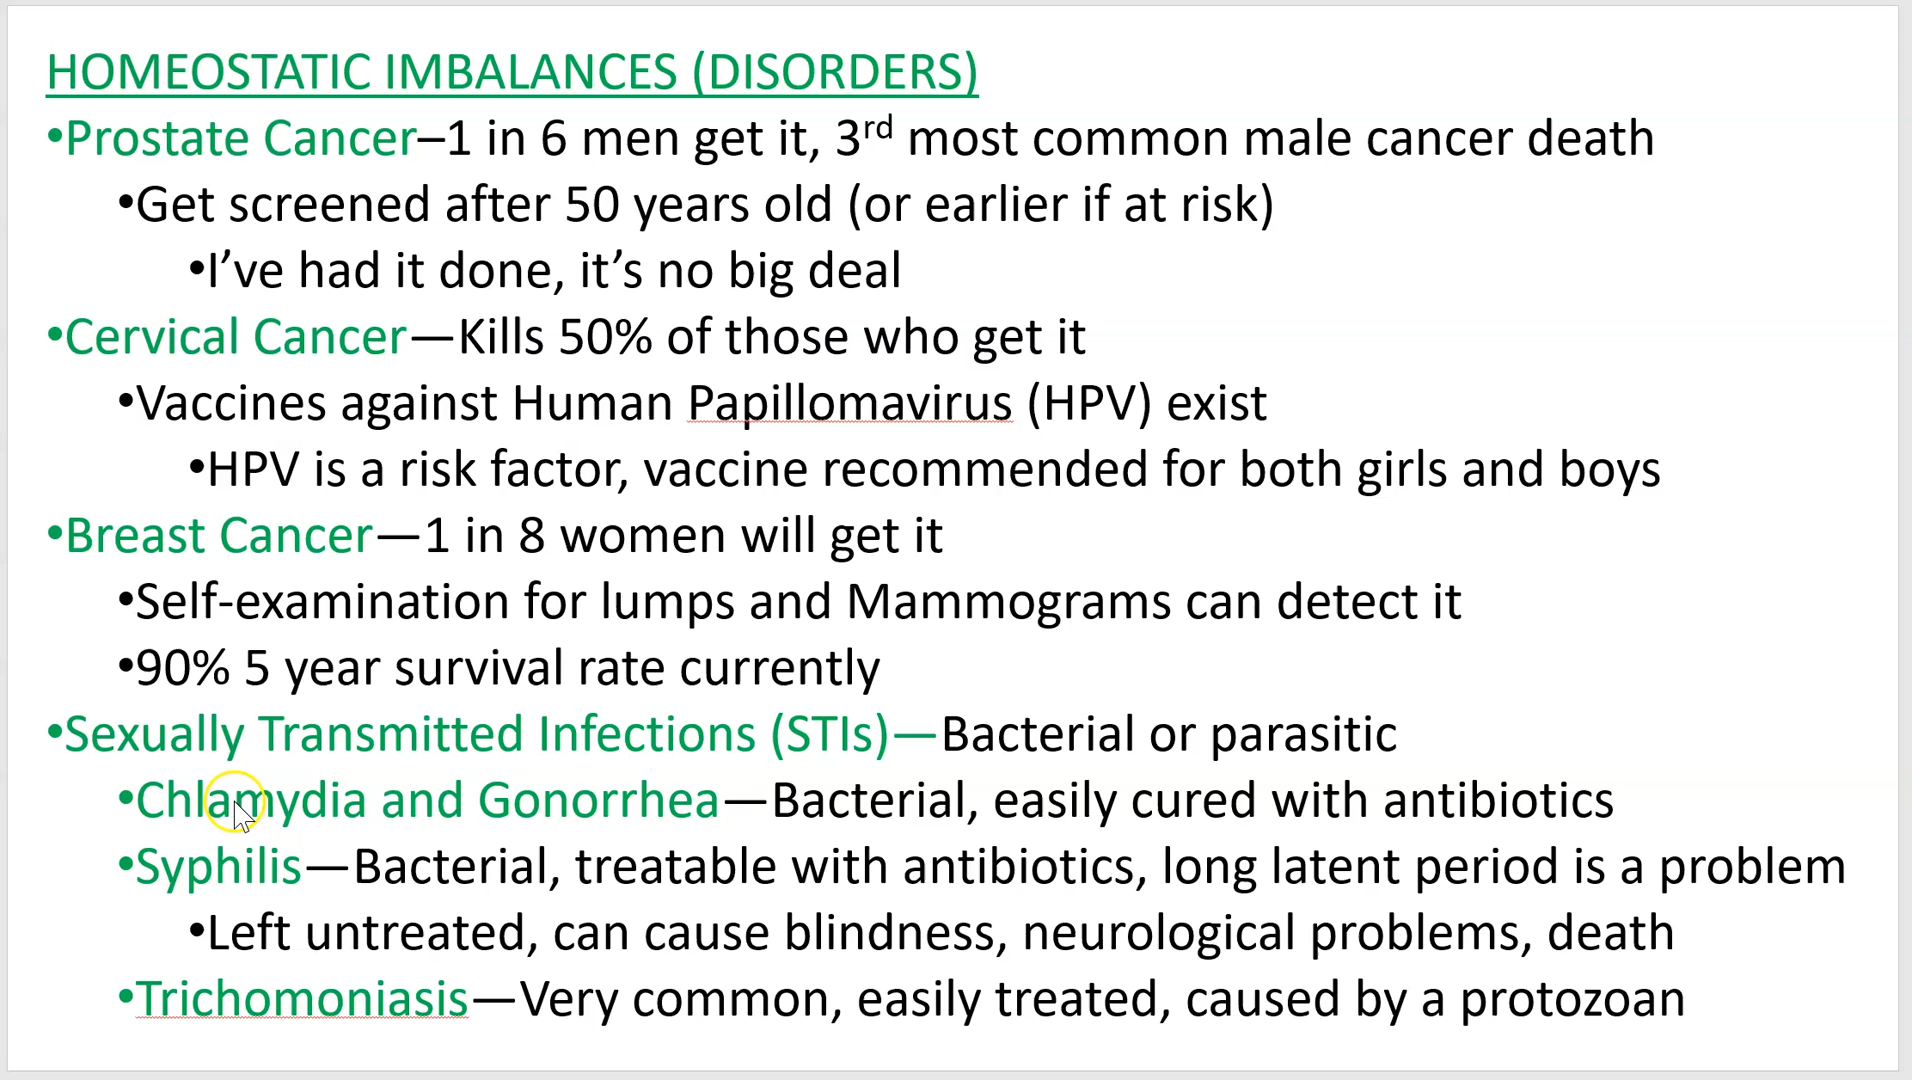 HOMEOSTATIC IMBALANCES (DISORDERS)
•Prostate Cancer–1 in 6 men get it, 3rd most common male cancer death
•Get screened after 50 years old (or earlier if at risk)
•I’ve had it done, it’s no big deal
•Cervical Cancer—Kills 50% of those who get it
•Vaccines against Human Papillomavirus (HPV) exist
•HPV is a risk factor, vaccine recommended for both girls and boys
•Breast Cancer—1 in 8 women will get it
•Self-examination for lumps and Mammograms can detect it
•90% 5 year survival rate currently
•Sexually Transmitted Infections (STIs)—Bacterial or parasitic
•Chlamydia and Gonorrhea—Bacterial, easily cured with antibiotics
•Syphilis—Bacterial, treatable with antibiotics, long latent period is a problem
•Left untreated, can cause blindness, neurological problems, death
•Trichomoniasis—Very common, easily treated, caused by a protozoan